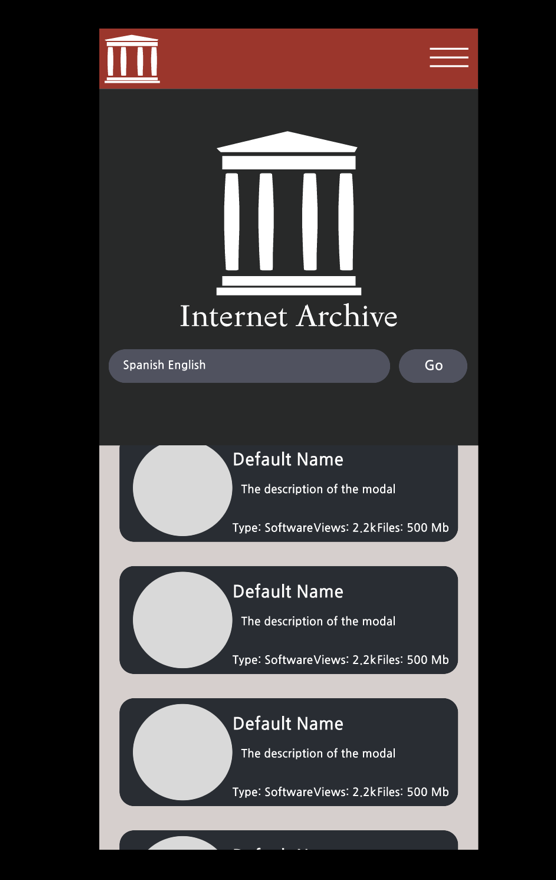 Internet Archive
Spanish English
Go
Default Name
The description of the modal
Type: SoftwareViews: 2.2kFiles: 500 Mb
Default Name
The description of the modal
Type: SoftwareViews: 2.2kFiles: 500 Mb
Default Name
The description of the modal
Type: SoftwareViews: 2.2kFiles: 500 Mb